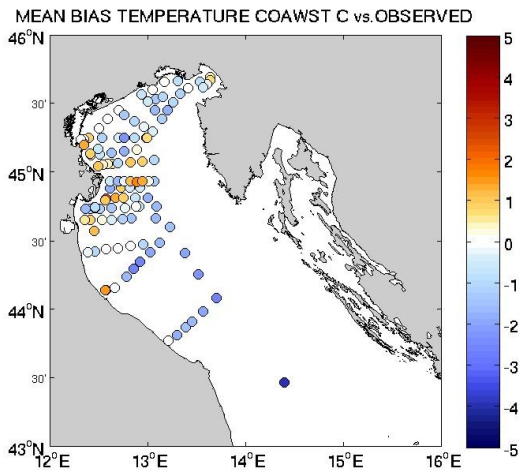 MEAN BIAS TEMPERATURE COAWST C vs.OBSERVED
46°N
30'
45°N
30'
44°N
30'
43°N
12°E
13°E
14°E
15°E
16°E
5
4
3
2
1
0
-1
-2
-3
-4
-5